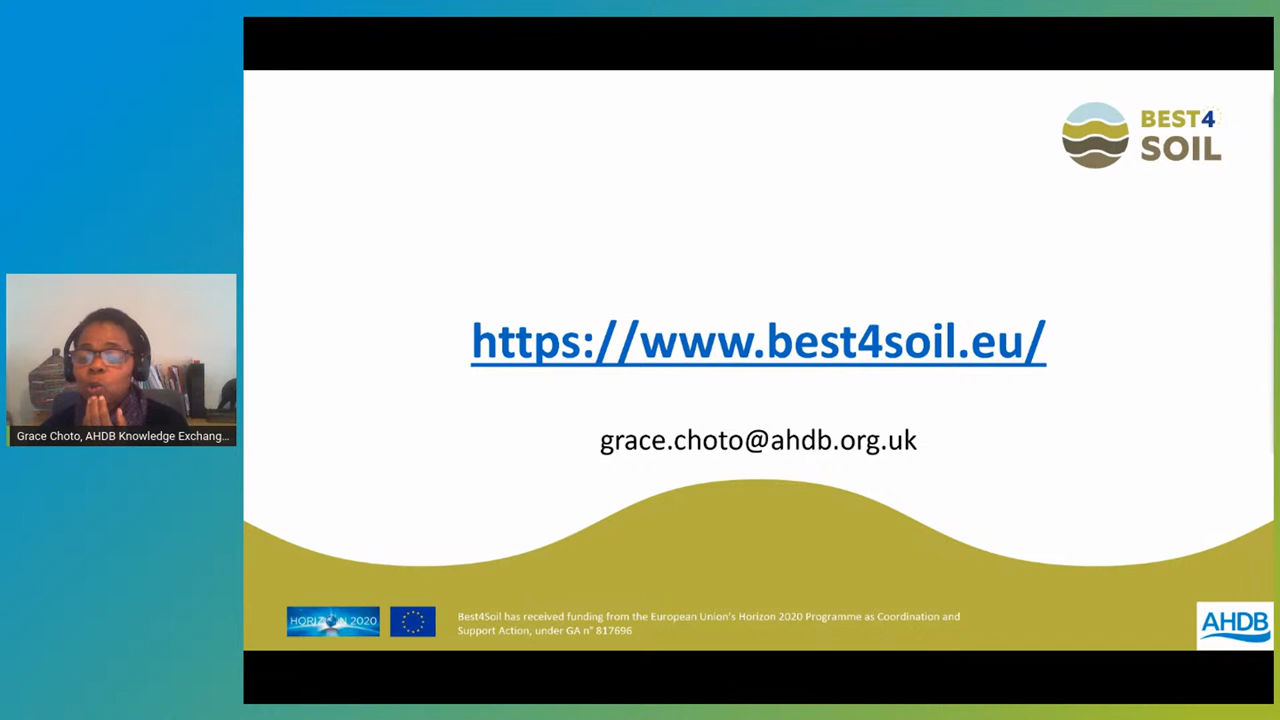 BEST4
SOIL
https://www.best4soil.eu/
grace.choto@ahdb.org.uk
Grace Choto, AHDB Knowledge Exchang...
HORIZON 2020
Best4Soil has received funding from the European Union's Horizon 2020 Programme as Coordination and
Support Action, under GA n° 817696
AHDB